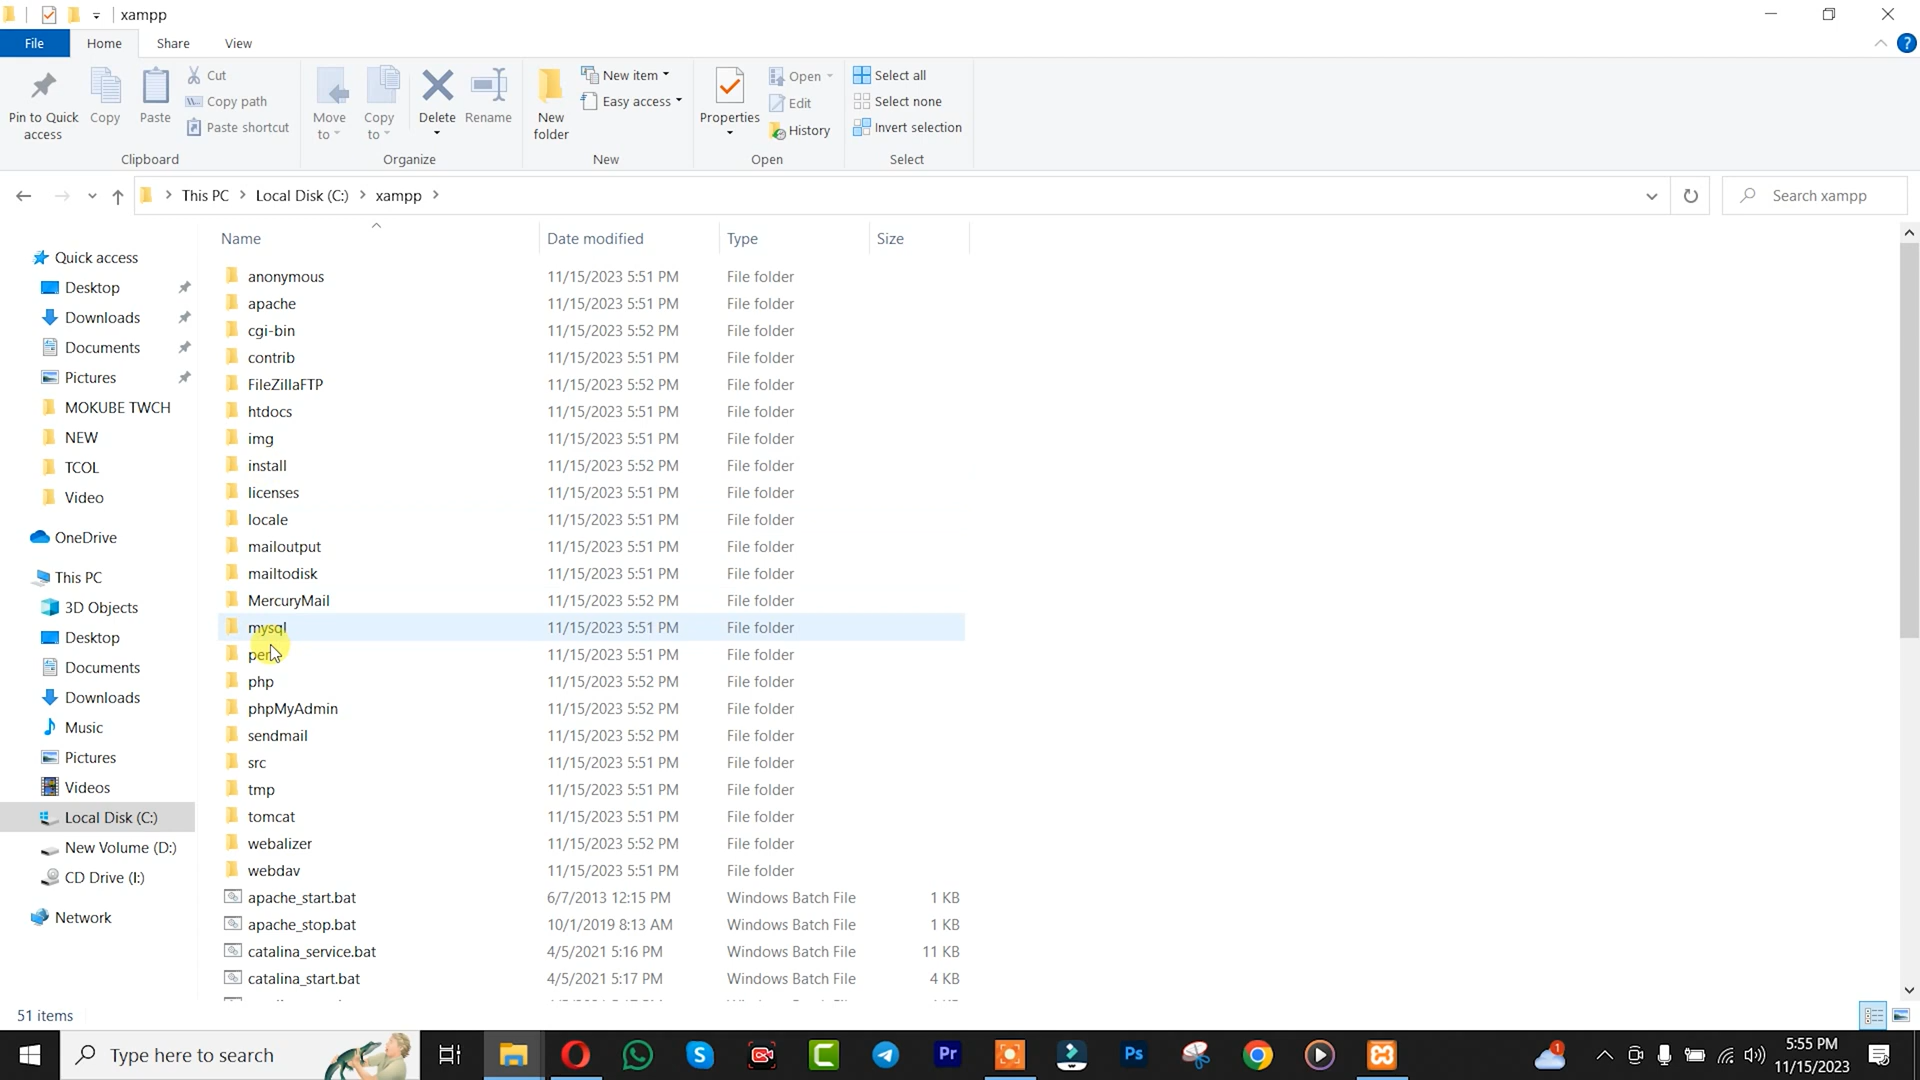 xampp
File Home Share View
Pin to Quick access
Copy
Paste
Cut
Copy path
Paste shortcut
Clipboard
Move to
Copy to
Delete
Rename
Organize
New folder
New item
Easy access
New
Properties
Open
Edit
History
Open
Select all
Select none
Invert selection
Select
This PC Local Disk (C:) xampp
Search xampp
Quick access
Desktop
Downloads
Documents
Pictures
MOKUBE TWCH
NEW
TCOL
Video
OneDrive
This PC
3D Objects
Desktop
Documents
Downloads
Music
Pictures
Videos
Local Disk (C:)
New Volume (D:)
CD Drive (I:)
Network
Name Date modified Type Size
anonymous 11/15/2023 5:51 PM File folder
apache 11/15/2023 5:51 PM File folder
cgi-bin 11/15/2023 5:52 PM File folder
contrib 11/15/2023 5:51 PM File folder
FileZillaFTP 11/15/2023 5:52 PM File folder
htdocs 11/15/2023 5:51 PM File folder
img 11/15/2023 5:51 PM File folder
install 11/15/2023 5:52 PM File folder
licenses 11/15/2023 5:51 PM File folder
locale 11/15/2023 5:51 PM File folder
mailoutput 11/15/2023 5:51 PM File folder
mailtodisk 11/15/2023 5:51 PM File folder
MercuryMail 11/15/2023 5:52 PM File folder
mysql 11/15/2023 5:51 PM File folder
perl 11/15/2023 5:51 PM File folder
php 11/15/2023 5:52 PM File folder
phpMyAdmin 11/15/2023 5:52 PM File folder
sendmail 11/15/2023 5:52 PM File folder
src 11/15/2023 5:51 PM File folder
tmp 11/15/2023 5:51 PM File folder
tomcat 11/15/2023 5:51 PM File folder
webalizer 11/15/2023 5:52 PM File folder
webdav 11/15/2023 5:51 PM File folder
apache_start.bat 6/7/2013 12:15 PM Windows Batch File 1 KB
apache_stop.bat 10/1/2019 8:13 AM Windows Batch File 1 KB
catalina_service.bat 4/5/2021 5:16 PM Windows Batch File 11 KB
catalina_start.bat 4/5/2021 5:17 PM Windows Batch File 4 KB
51 items
Type here to search
Pr
Ps
1
5:55 PM
11/15/2023